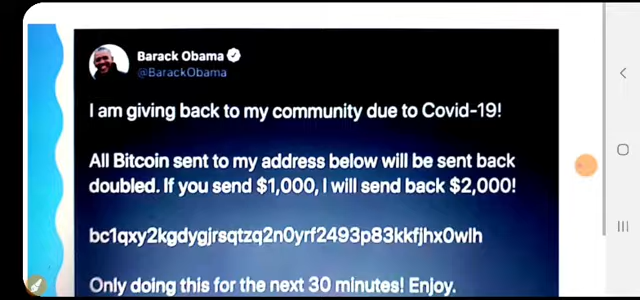 Barack Obama
@BarackObama
I am giving back to my community due to Covid-19!
All Bitcoin sent to my address below will be sent back
doubled. If you send $1,000, I will send back $2,000!
bc1qxy2kgdygjrsqtzq2n0yrf2493p83kkfjhx0wlh
Only doing this for the next 30 minutes! Enjoy.